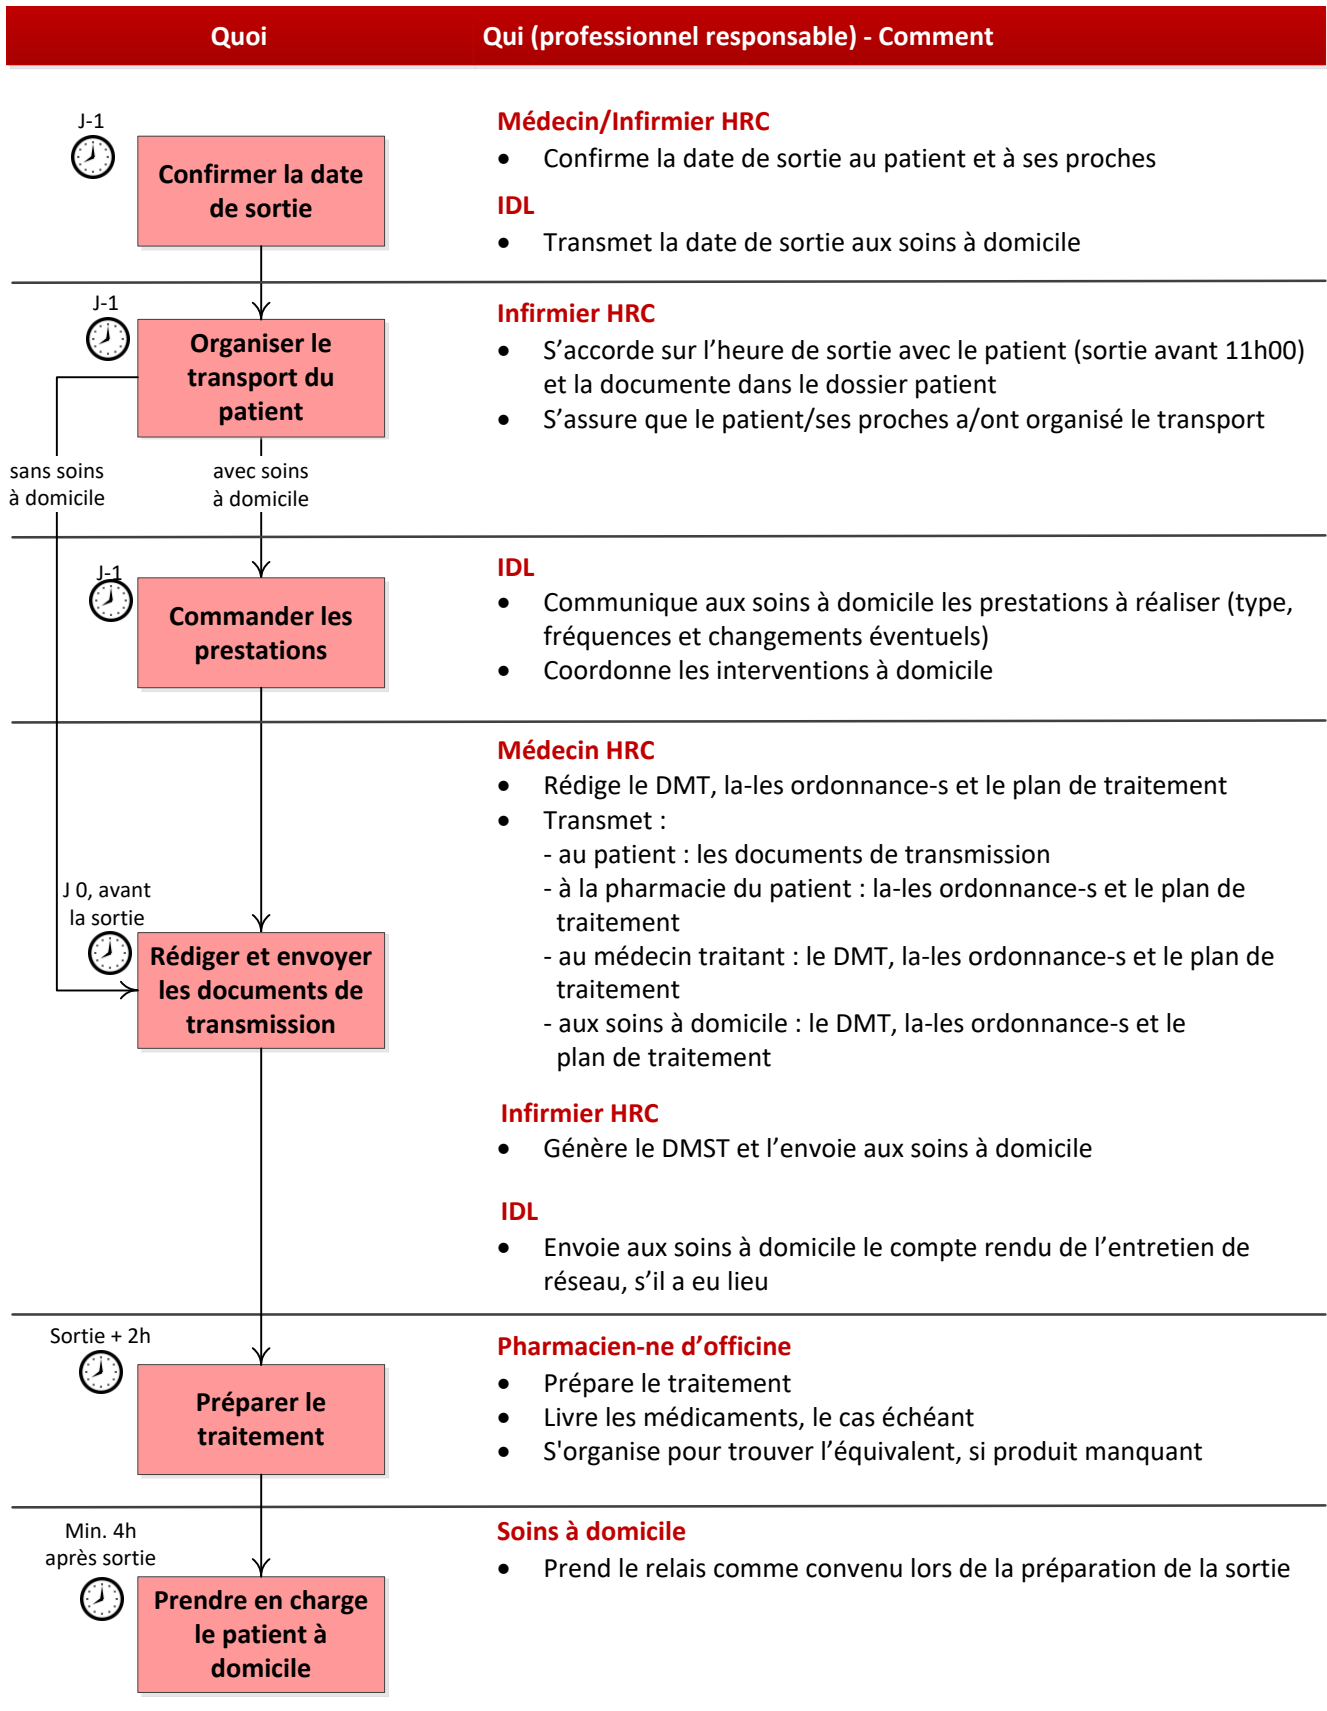 Quoi
Qui (professionnel responsable) - Comment
J-1
Confirmer la date
de sortie
Médecin/Infirmier HRC
• Confirme la date de sortie au patient et à ses proches
IDL
• Transmet la date de sortie aux soins à domicile
J-1
Organiser le
transport du
patient
Infirmier HRC
• S’accorde sur l’heure de sortie avec le patient (sortie avant 11h00)
et la documente dans le dossier patient
• S’assure que le patient/ses proches a/ont organisé le transport
sans soins
à domicile
avec soins
à domicile
J-1
Commander les
prestations
IDL
• Communique aux soins à domicile les prestations à réaliser (type,
fréquences et changements éventuels)
• Coordonne les interventions à domicile
J 0, avant
la sortie
Rédiger et envoyer
les documents de
transmission
Médecin HRC
• Rédige le DMT, la-les ordonnance-s et le plan de traitement
• Transmet :
- au patient : les documents de transmission
- à la pharmacie du patient : la-les ordonnance-s et le plan de
traitement
- au médecin traitant : le DMT, la-les ordonnance-s et le plan de
traitement
- aux soins à domicile : le DMT, la-les ordonnance-s et le
plan de traitement
Infirmier HRC
• Génère le DMST et l’envoie aux soins à domicile
IDL
• Envoie aux soins à domicile le compte rendu de l’entretien de
réseau, s’il a eu lieu
Sortie + 2h
Préparer le
traitement
Pharmacien-ne d’officine
• Prépare le traitement
• Livre les médicaments, le cas échéant
• S'organise pour trouver l’équivalent, si produit manquant
Min. 4h
après sortie
Prendre en charge
le patient à
domicile
Soins à domicile
• Prend le relais comme convenu lors de la préparation de la sortie